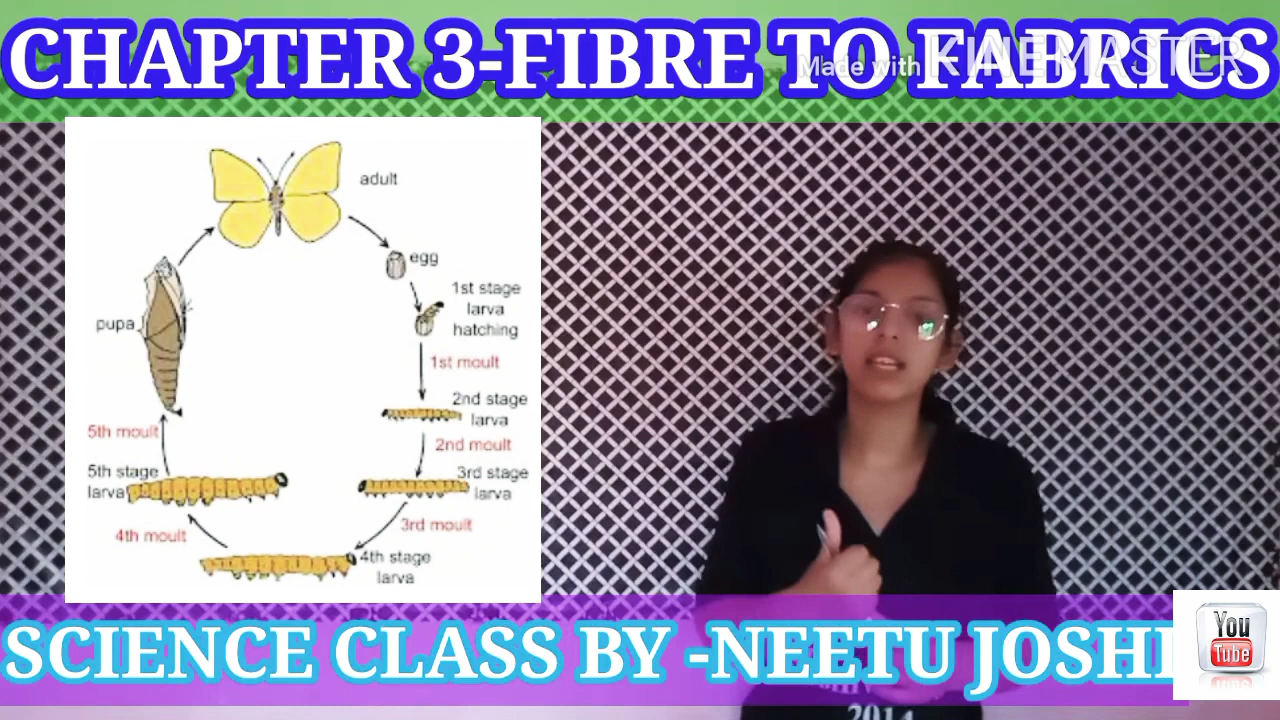 CHAPTER 3-FIBRE TO FABRICS
Made with KINEMASTER
adult
egg
1st stage
larva
hatching
1st moult
2nd stage
larva
2nd moult
3rd stage
larva
3rd moult
4th stage
larva
4th moult
5th stage
larva
5th moult
pupa
SCIENCE CLASS BY -NEETU JOSHI
You
Tube
2014